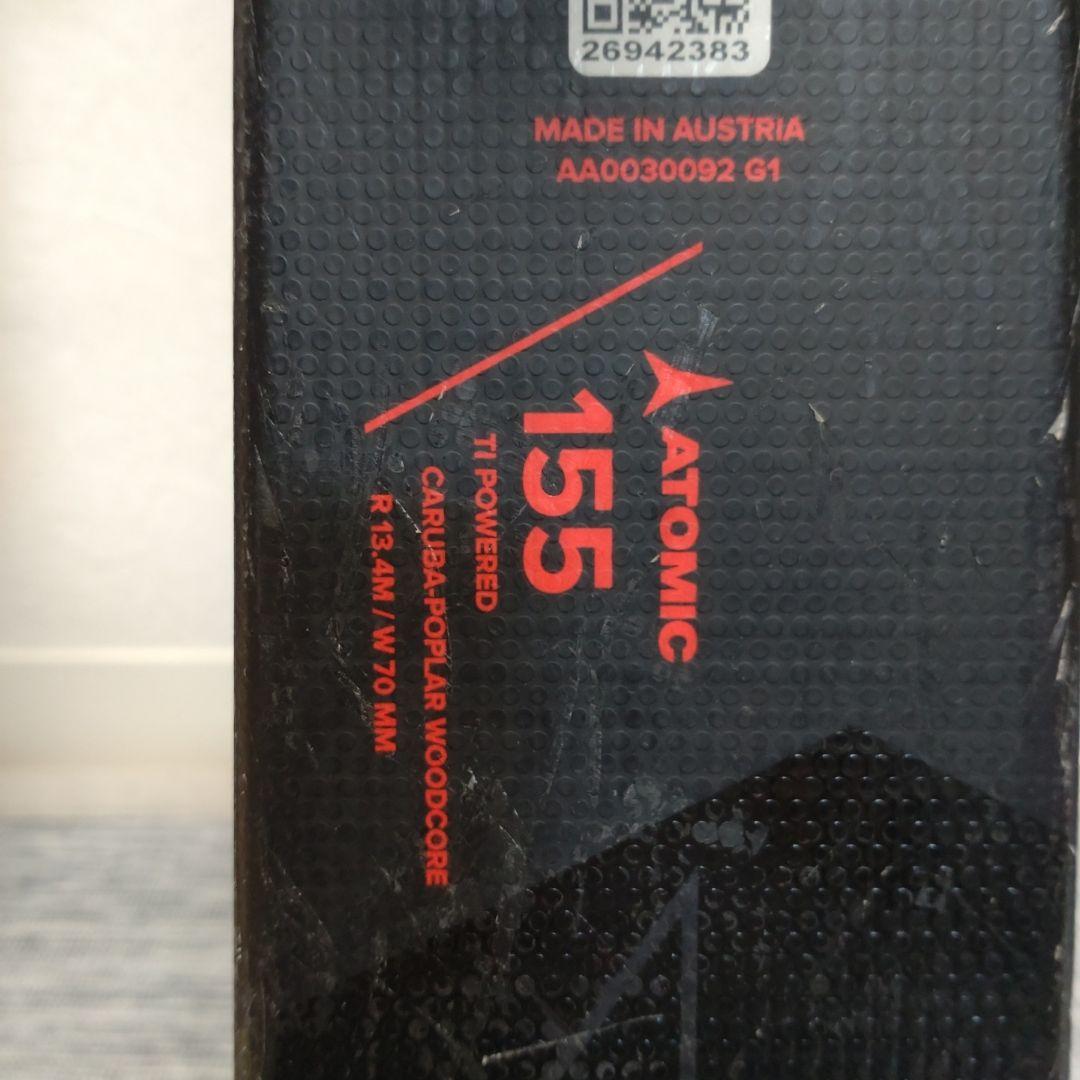 26942383
MADE IN AUSTRIA
AA0030092 G1
ATOMIC
155
TI POWERED
CARUBA-POPLAR WOODCORE
R 13.4M / W 70 MM